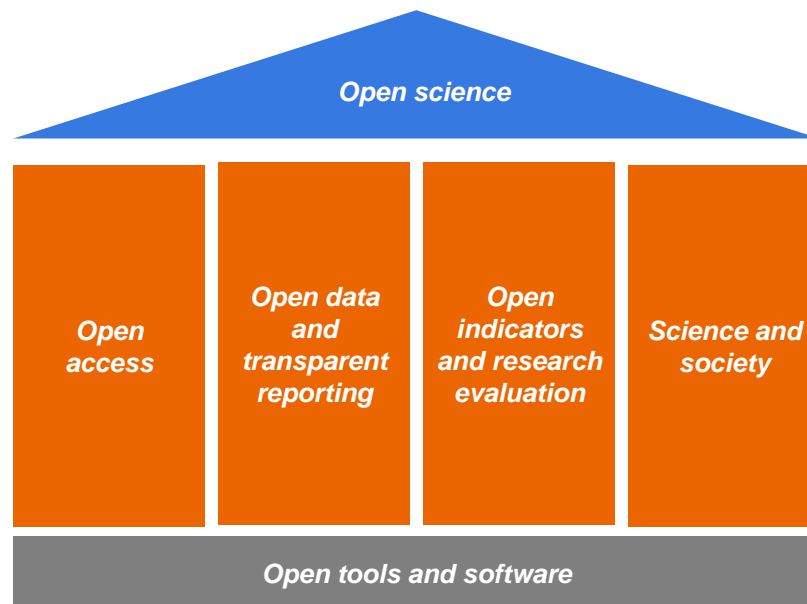 Open science
Open
access
Open data
and
transparent
reporting
Open
indicators
and research
evaluation
Science and
society
Open tools and software